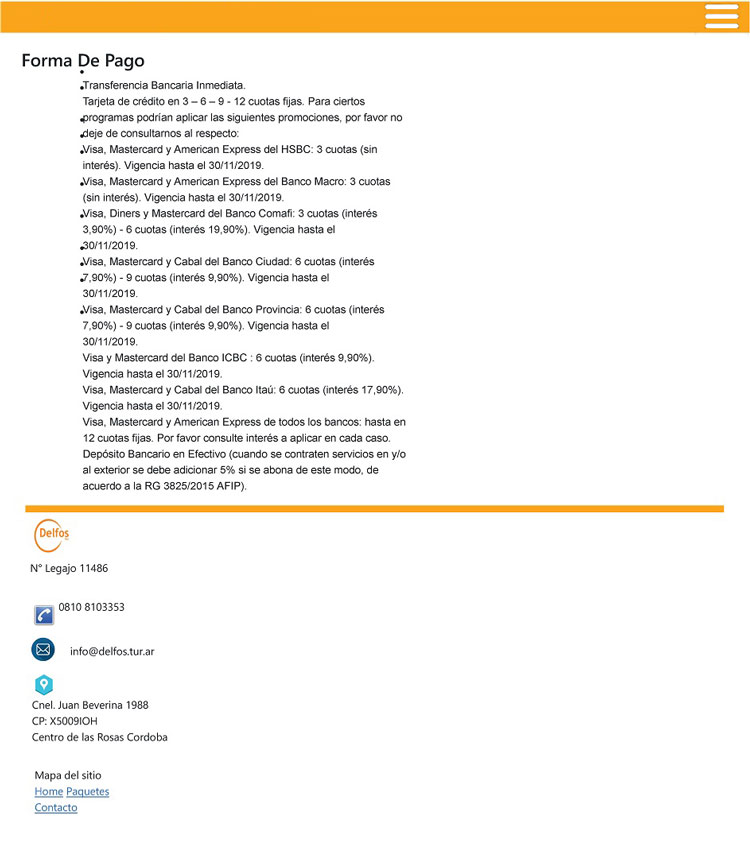 Forma De Pago
Transferencia Bancaria Inmediata.
Tarjeta de crédito en 3 – 6 – 9 - 12 cuotas fijas. Para ciertos
programas podrían aplicar las siguientes promociones, por favor no
deje de consultarnos al respecto:
Visa, Mastercard y American Express del HSBC: 3 cuotas (sin
interés). Vigencia hasta el 30/11/2019.
Visa, Mastercard y American Express del Banco Macro: 3 cuotas
(sin interés). Vigencia hasta el 30/11/2019.
Visa, Diners y Mastercard del Banco Comafi: 3 cuotas (interés
3,90%) - 6 cuotas (interés 19,90%). Vigencia hasta el
30/11/2019.
Visa, Mastercard y Cabal del Banco Ciudad: 6 cuotas (interés
7,90%) - 9 cuotas (interés 9,90%). Vigencia hasta el
30/11/2019.
Visa, Mastercard y Cabal del Banco Provincia: 6 cuotas (interés
7,90%) - 9 cuotas (interés 9,90%). Vigencia hasta el
30/11/2019.
Visa y Mastercard del Banco ICBC : 6 cuotas (interés 9,90%).
Vigencia hasta el 30/11/2019.
Visa, Mastercard y Cabal del Banco Itaú: 6 cuotas (interés 17,90%).
Vigencia hasta el 30/11/2019.
Visa, Mastercard y American Express de todos los bancos: hasta en
12 cuotas fijas. Por favor consulte interés a aplicar en cada caso.
Depósito Bancario en Efectivo (cuando se contraten servicios en y/o
al exterior se debe adicionar 5% si se abona de este modo, de
acuerdo a la RG 3825/2015 AFIP).
Delfos
N° Legajo 11486
0810 8103353
info@delfos.tur.ar
Cnel. Juan Beverina 1988
CP: X5009IOH
Centro de las Rosas Cordoba
Mapa del sitio
Home Paquetes
Contacto